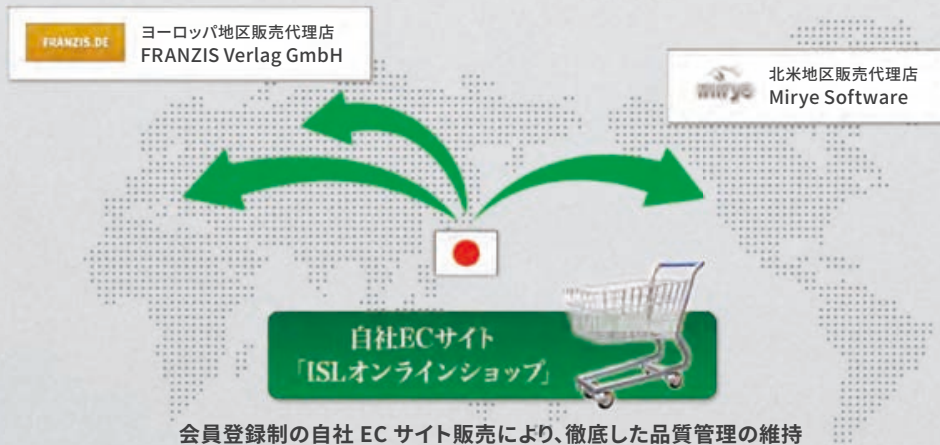 FRANZIS.DE
ヨーロッパ地区販売代理店
FRANZIS Verlag GmbH
mirye
北米地区販売代理店
Mirye Software
自社ECサイト
「ISLオンラインショップ」
会員登録制の自社 EC サイト販売により、徹底した品質管理の維持